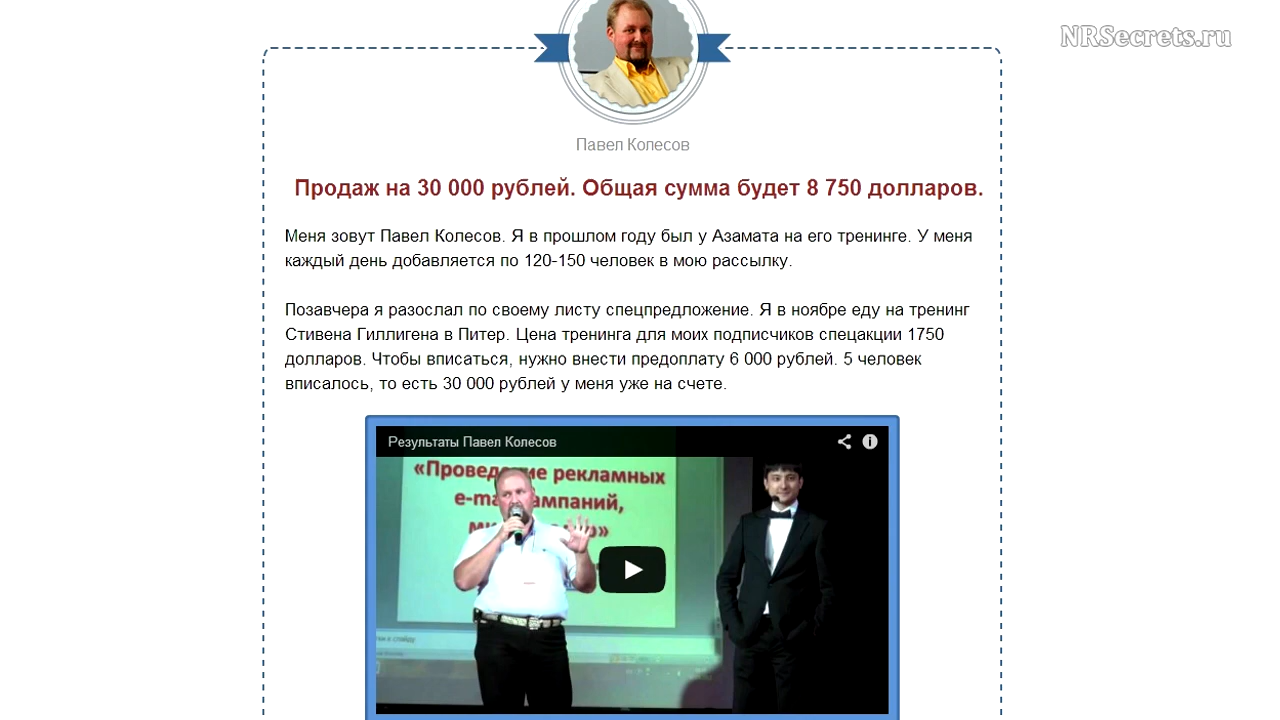 NRSecrets.ru
Павел Колесов
Продаж на 30 000 рублей. Общая сумма будет 8 750 долларов.
Меня зовут Павел Колесов. Я в прошлом году был у Азамата на его тренинге. У меня
каждый день добавляется по 120-150 человек в мою рассылку.
Позавчера я разослал по своему листу спецпредложение. Я в ноябре еду на тренинг
Стивена Гиллигена в Питер. Цена тренинга для моих подписчиков спецакции 1750
долларов. Чтобы вписаться, нужно внести предоплату 6 000 рублей. 5 человек
вписалось, то есть 30 000 рублей у меня уже на счете.
Результаты Павел Колесов
рекламных